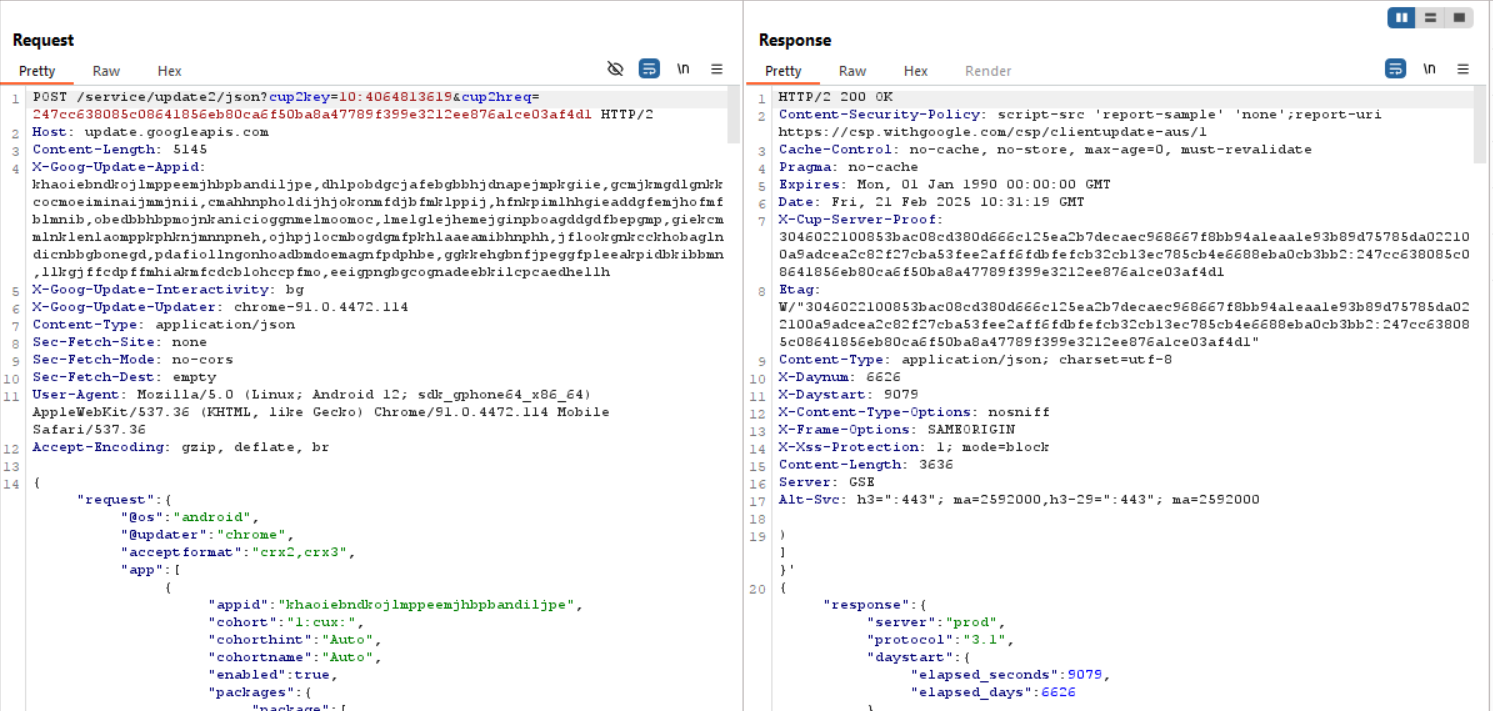 Request
Pretty Raw Hex \n
1 POST /service/update2/json?cup2key=10:4064813619&cup2hreq=
247cc638085c08641856eb80ca6f50ba8a47789f399e3212ee876a1ce03af4d1 HTTP/2
2 Host: update.googleapis.com
3 Content-Length: 5145
4 X-Goog-Update-Appid:
khaoiebndkojlmppeemjhbpbandiljpe,dhlpobdgcjafebgbbhjdnapejmpkgiie,gcmjkmgdlgnkk
cocmoeiminaijmmjnii,cmahhnpholdijhjokonmfdjbfmklppij,hfnkpimlhhgieaddgfemjhofmf
blmnib,obedbbhbpmojnkanicioggnmelmoomoc,lmelglejhemejginpboagddgdfbepgmp,giekcm
mlnklenlaomppkphknjmnnpneh,ojhpjlocmbogdgmfpkhlaaeamibhnphh,jflookgnkcckhobagln
dicnbbgbonegd,pdafiollngonhoadbmdoemagnfpdphbe,ggkkehgbnfjpeggfpleeakpidbkibbmn
,llkgjffcdpffmhiakmfcdcblohccpfmo,eeigpngbgcognadeebkilcpcaedhellh
5 X-Goog-Update-Interactivity: bg
6 X-Goog-Update-Updater: chrome-91.0.4472.114
7 Content-Type: application/json
8 Sec-Fetch-Site: none
9 Sec-Fetch-Mode: no-cors
10 Sec-Fetch-Dest: empty
11 User-Agent: Mozilla/5.0 (Linux; Android 12; sdk_gphone64_x86_64)
AppleWebKit/537.36 (KHTML, like Gecko) Chrome/91.0.4472.114 Mobile
Safari/537.36
12 Accept-Encoding: gzip, deflate, br
13
14 {
"request":{
"@os":"android",
"@updater":"chrome",
"acceptformat":"crx2,crx3",
"app":[
{
"appid":"khaoiebndkojlmppeemjhbpbandiljpe",
"cohort":"1:cux:",
"cohorthint":"Auto",
"cohortname":"Auto",
"enabled":true,
"packages":{
"package":[
Response
Pretty Raw Hex Render \n
1 HTTP/2 200 OK
2 Content-Security-Policy: script-src 'report-sample' 'none';report-uri
https://csp.withgoogle.com/csp/clientupdate-aus/1
3 Cache-Control: no-cache, no-store, max-age=0, must-revalidate
4 Pragma: no-cache
5 Expires: Mon, 01 Jan 1990 00:00:00 GMT
6 Date: Fri, 21 Feb 2025 10:31:19 GMT
7 X-Cup-Server-Proof:
3046022100853bac08cd380d666c125ea2b7decaec968667f8bb94a1eaa1e93b89d75785da02210
0a9adcea2c82f27cba53fee2aff6fdbfefcb32cb13ec785cb4e6688eba0cb3bb2:247cc638085c0
8641856eb80ca6f50ba8a47789f399e3212ee876a1ce03af4d1
8 Etag:
W/"3046022100853bac08cd380d666c125ea2b7decaec968667f8bb94a1eaa1e93b89d75785da02
2100a9adcea2c82f27cba53fee2aff6fdbfefcb32cb13ec785cb4e6688eba0cb3bb2:247cc63808
5c08641856eb80ca6f50ba8a47789f399e3212ee876a1ce03af4d1"
9 Content-Type: application/json; charset=utf-8
10 X-Daynum: 6626
11 X-Daystart: 9079
12 X-Content-Type-Options: nosniff
13 X-Frame-Options: SAMEORIGIN
14 X-Xss-Protection: 1; mode=block
15 Content-Length: 3636
16 Server: GSE
17 Alt-Svc: h3=":443"; ma=2592000,h3-29=":443"; ma=2592000
18
19 )
]
}'
20 {
"response":{
"server":"prod",
"protocol":"3.1",
"daystart":{
"elapsed_seconds":9079,
"elapsed_days":6626
}